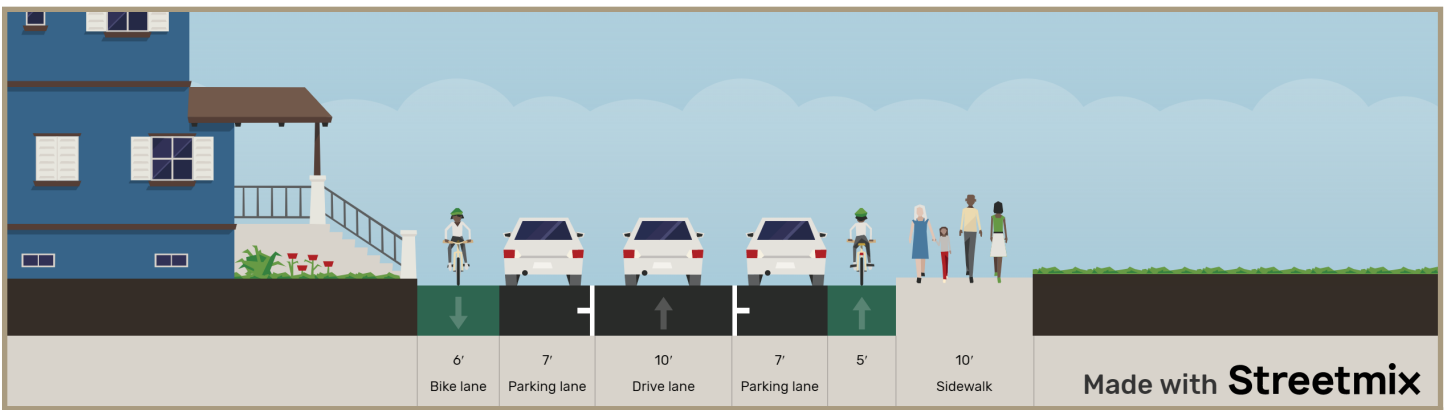 6′
Bike lane
7′
Parking lane
10′
Drive lane
7′
Parking lane
5′
10′
Sidewalk
Made with Streetmix